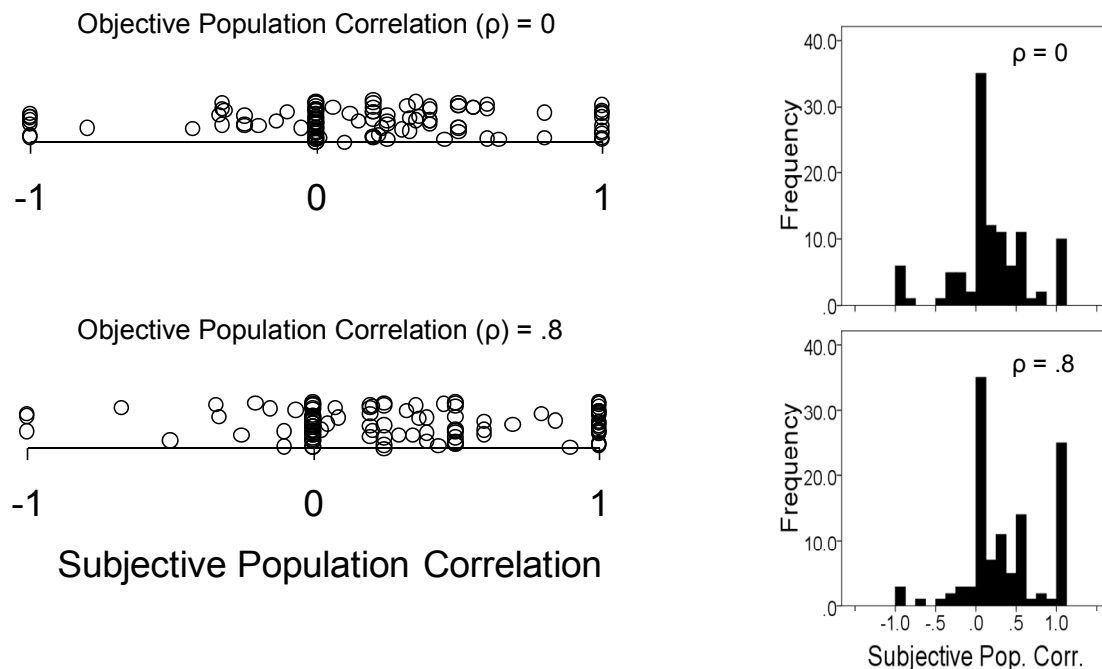 Objective Population Correlation (ρ) = 0
-1 0 1
Objective Population Correlation (ρ) = .8
-1 0 1
Subjective Population Correlation
40.0
30.0
20.0
10.0
.0
Frequency
ρ = 0
40.0
30.0
20.0
10.0
.0
Frequency
ρ = .8
-1.0 -.5 .0 .5 1.0
Subjective Pop. Corr.